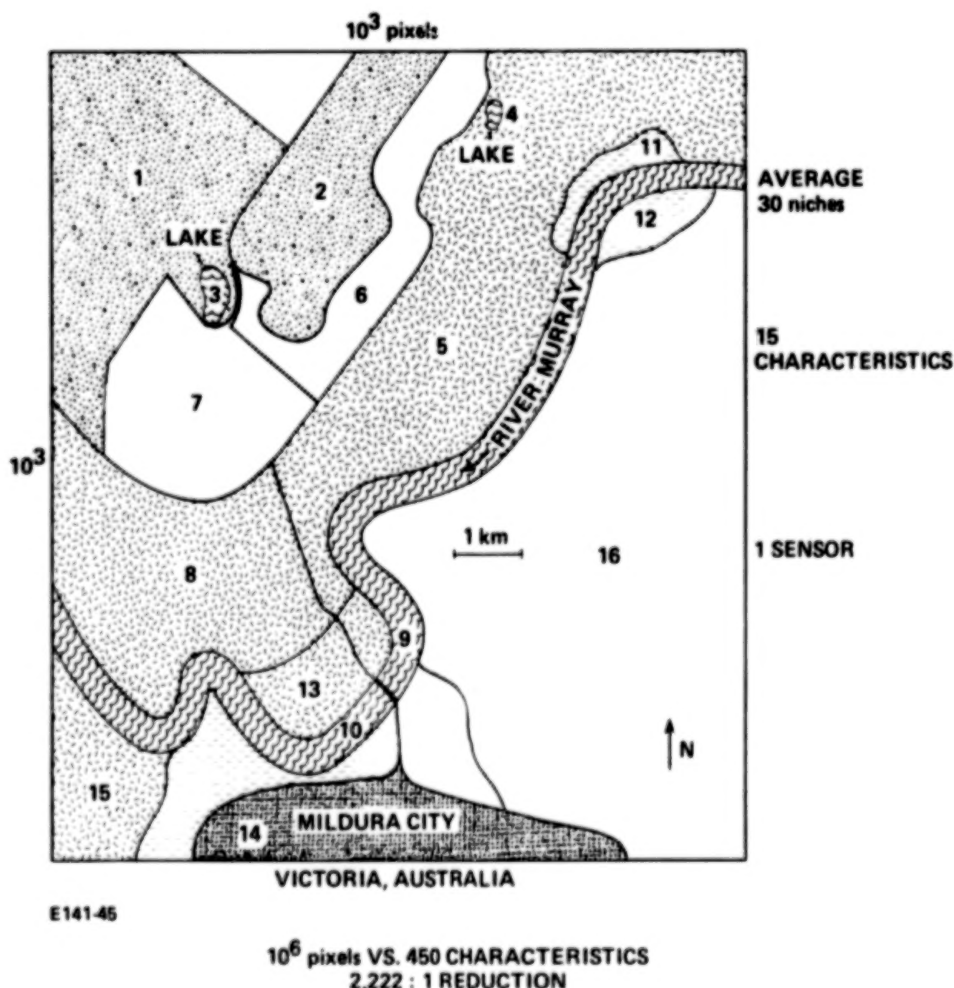 10³ pixels
4
LAKE
11
1
2
AVERAGE
30 niches
12
LAKE
3
6
5
RIVER MURRAY
15
CHARACTERISTICS
7
10³
1 km
16
1 SENSOR
8
9
13
10
N
15
14
MILDURA CITY
VICTORIA, AUSTRALIA
E141-45
10⁶ pixels VS. 450 CHARACTERISTICS
2,222 : 1 REDUCTION